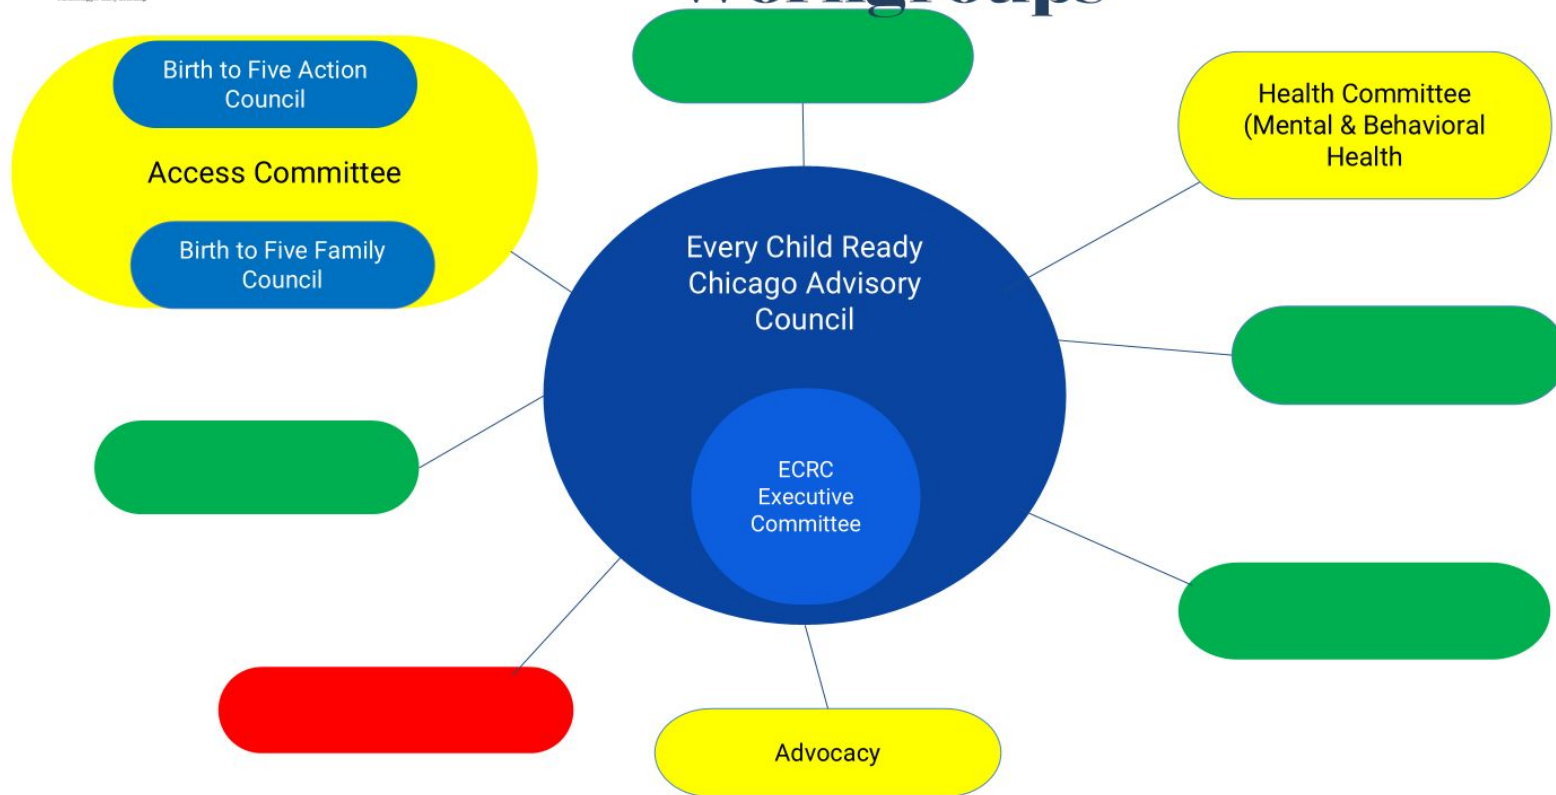 Workgroups
Birth to Five Action
Council
Access Committee
Birth to Five Family
Council
Health Committee
(Mental & Behavioral
Health
Every Child Ready
Chicago Advisory
Council
ECRC
Executive
Committee
Advocacy